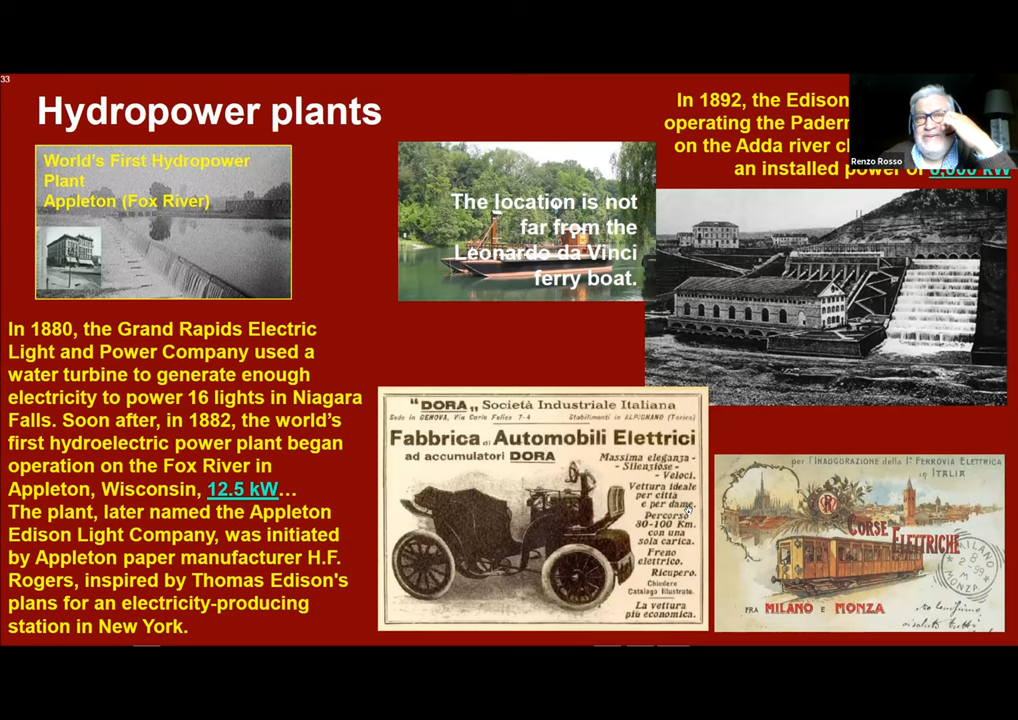 33
Hydropower plants
World's First Hydropower
Plant
Appleton (Fox River)
The location is not
far from the
Leonardo da Vinci
ferry boat.
In 1892, the Edison
operating the Padern
on the Adda river
an installed power of
Renzo Rosso
In 1880, the Grand Rapids Electric
Light and Power Company used a
water turbine to generate enough
electricity to power 16 lights in Niagara
Falls. Soon after, in 1882, the world's
first hydroelectric power plant began
operation on the Fox River in
Appleton, Wisconsin, 12.5 kW…
The plant, later named the Appleton
Edison Light Company, was initiated
by Appleton paper manufacturer H.F.
Rogers, inspired by Thomas Edison's
plans for an electricity-producing
station in New York.
"DORA„ Società Industriale Italiana
Sede in GENOVA, Via Carlo Felice 7-4 Stabilimenti in ALPIGNANO (Torino)
Fabbrica di Automobili Elettrici
ad accumulatori DORA
Massima eleganza -
- Silenziose -
- Veloci.
Vettura ideale
per città
e per dame.
Percorso
80-100 Km.
con una
sola carica.
Freno
elettrico.
Ricupero.
Chiedere
Catalogo illustrato.
La vettura
più economica.
per l'INAUGURAZIONE della 1ª FERROVIA ELETTRICA
in ITALIA
CORSE
ELETTRICHE
FRA MILANO E MONZA
MILANO
MONZA